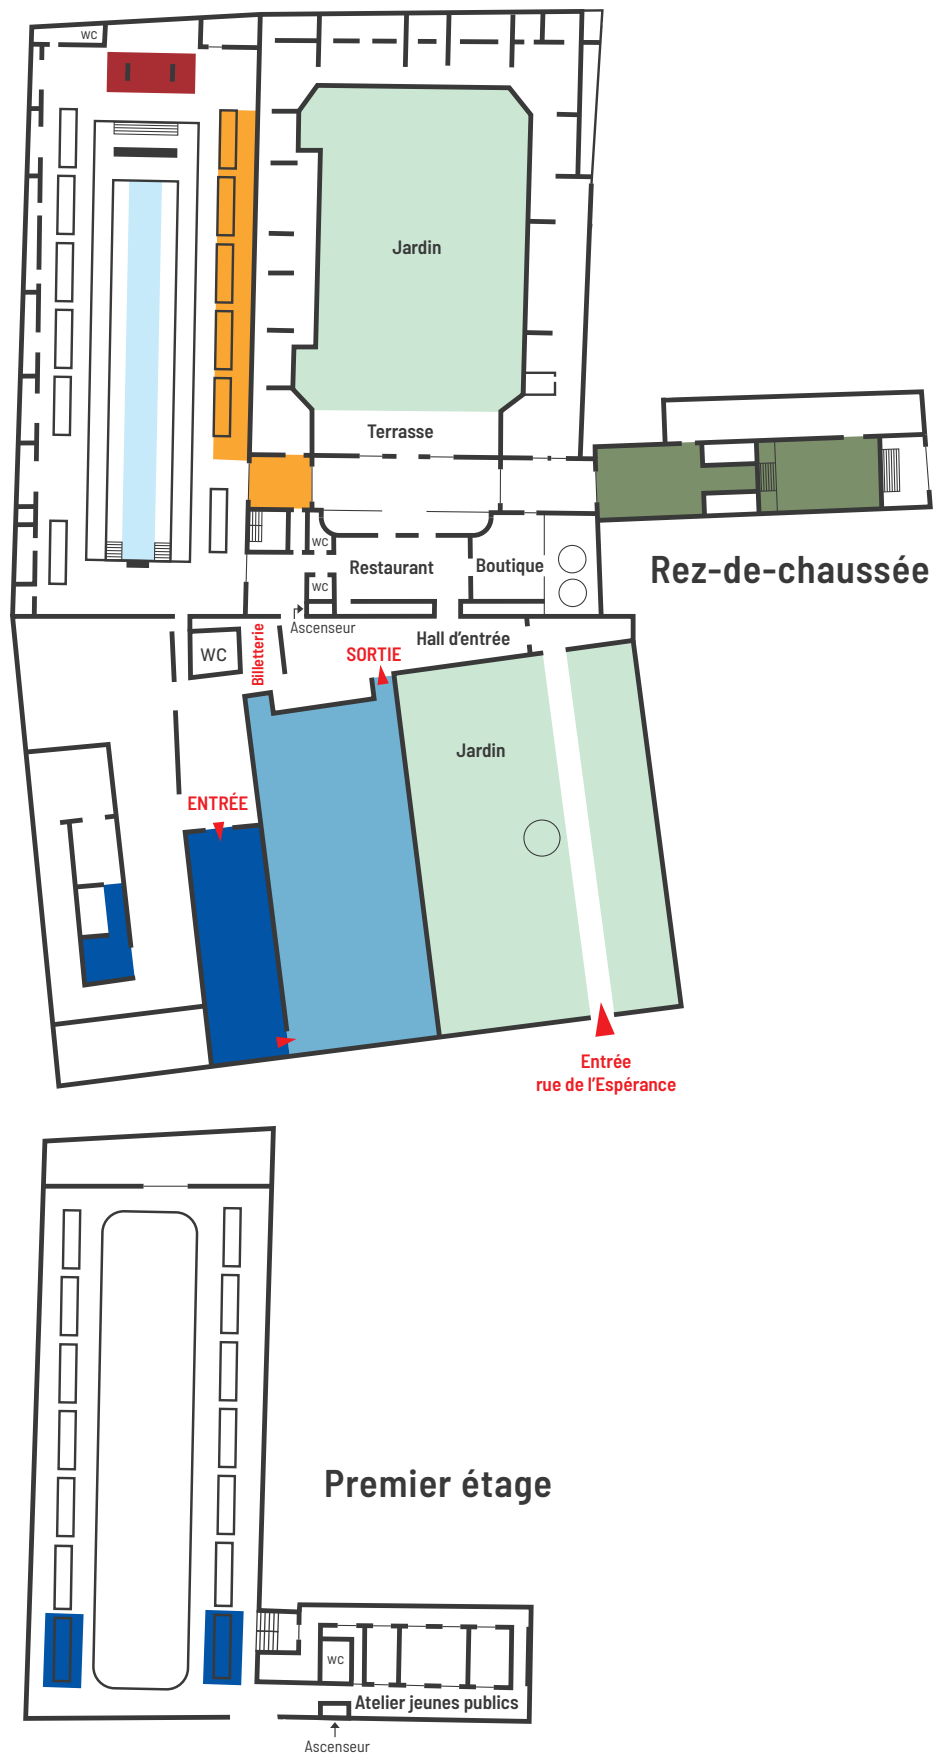 WC
Jardin
Terrasse
WC
Restaurant
Boutique
WC
Rez-de-chaussée
Ascenseur
Hall d'entrée
Billetterie
WC
SORTIE
Jardin
ENTRÉE
Entrée
rue de l'Espérance
Premier étage
WC
Atelier jeunes publics
Ascenseur